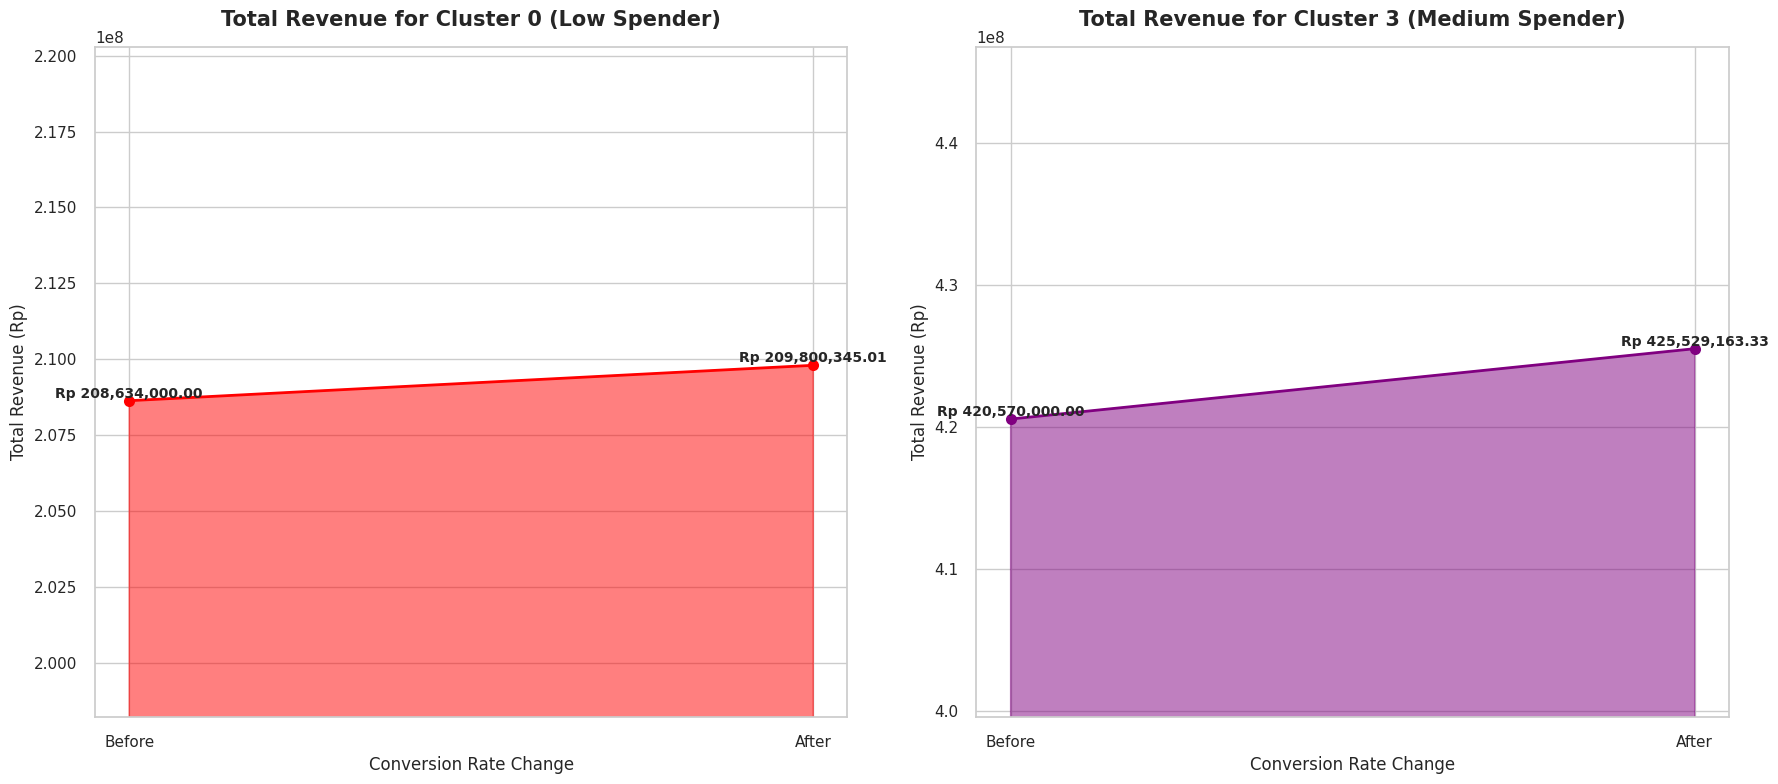 Total Revenue for Cluster 0 (Low Spender)
1e8
2.200
2.175
2.150
2.125
2.100
2.075
2.050
2.025
2.000
Total Revenue (Rp)
Rp 208,634,000.00
Rp 209,800,345.01
Before
After
Conversion Rate Change
Total Revenue for Cluster 3 (Medium Spender)
1e8
4.4
4.3
4.2
4.1
4.0
Total Revenue (Rp)
Rp 420,570,000.00
Rp 425,529,163.33
Before
After
Conversion Rate Change